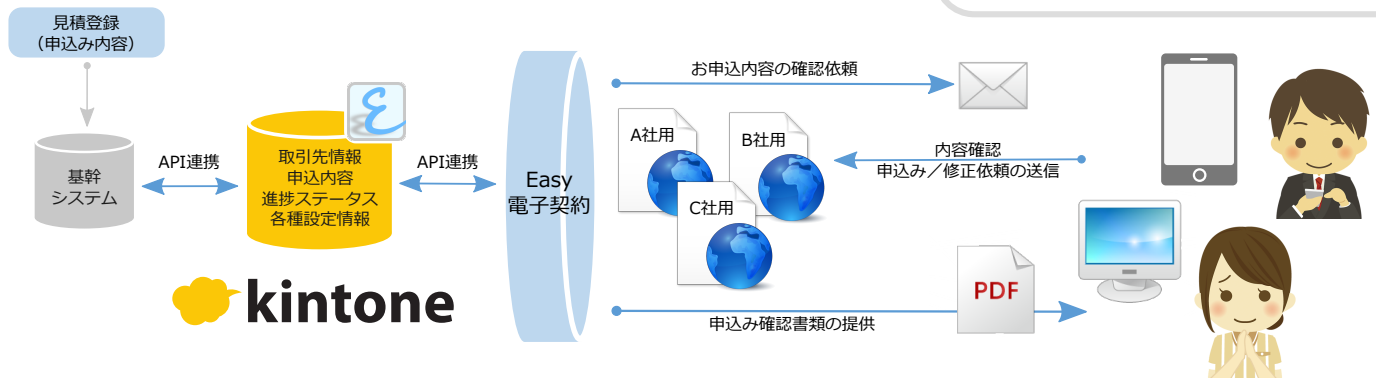 見積登録
（申込み内容）
基幹
システム
API連携
取引先情報
申込内容
進捗ステータス
各種設定情報
API連携
kintone
Easy
電子契約
お申込内容の確認依頼
A社用
B社用
C社用
内容確認
申込み／修正依頼の送信
PDF
申込み確認書類の提供